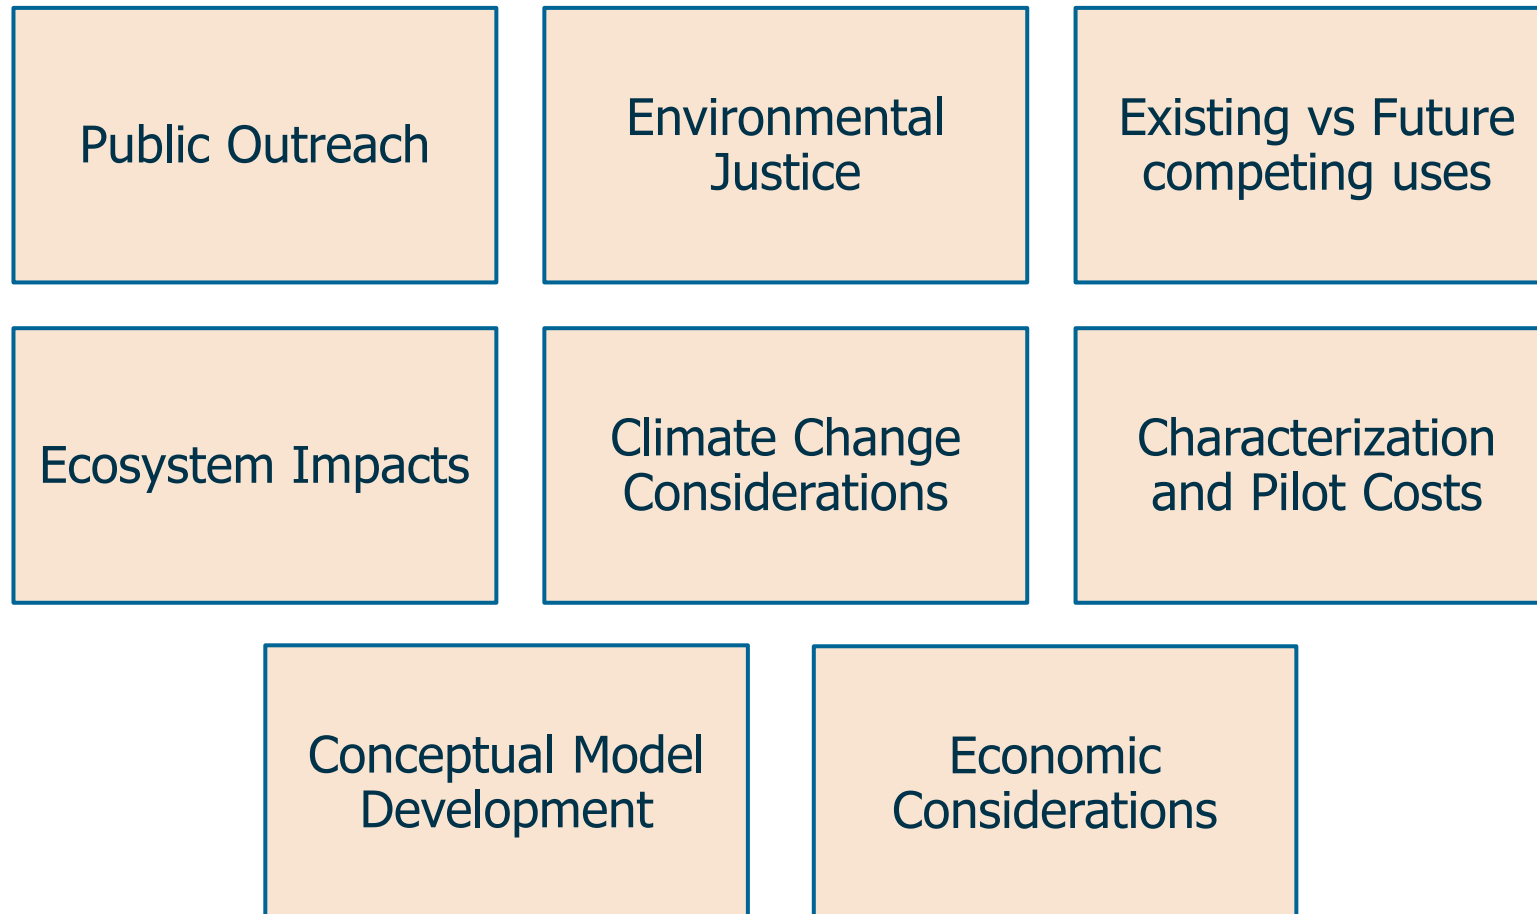 Public Outreach
Environmental
Justice
Existing vs Future
competing uses
Ecosystem Impacts
Climate Change
Considerations
Characterization
and Pilot Costs
Conceptual Model
Development
Economic
Considerations